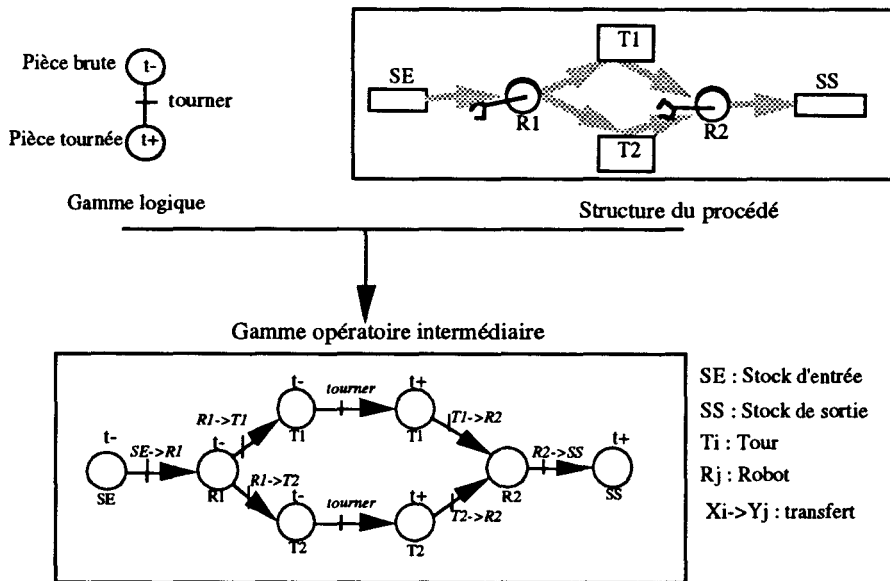 Pièce brute
t-
tourner
Pièce tournée
t+
Gamme logique
T1
SE
SS
R1
R2
T2
Structure du procédé
Gamme opératoire intermédiaire
t-
tourner
t+
R1->T1
T1->R2
T1
T1
t-
SE->R1
t-
R2->SS
t+
SE
R1
R1->T2
R2
SS
t-
tourner
t+
T2->R2
T2
T2
SE : Stock d'entrée
SS : Stock de sortie
Ti : Tour
Rj : Robot
Xi->Yj : transfert